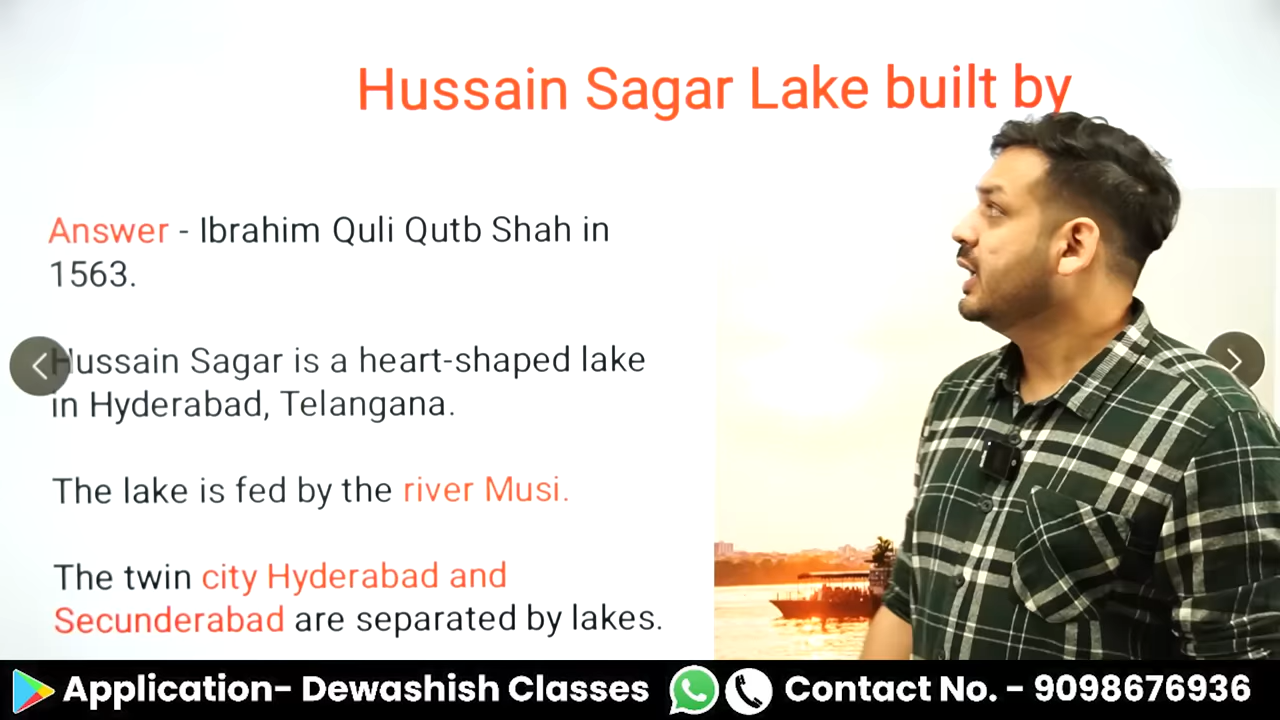 Hussain Sagar Lake built by
Answer - Ibrahim Quli Qutb Shah in
1563.
Hussain Sagar is a heart-shaped lake
in Hyderabad, Telangana.
The lake is fed by the river Musi.
The twin city Hyderabad and
Secunderabad are separated by lakes.
Application- Dewashish Classes
Contact No. - 9098676936